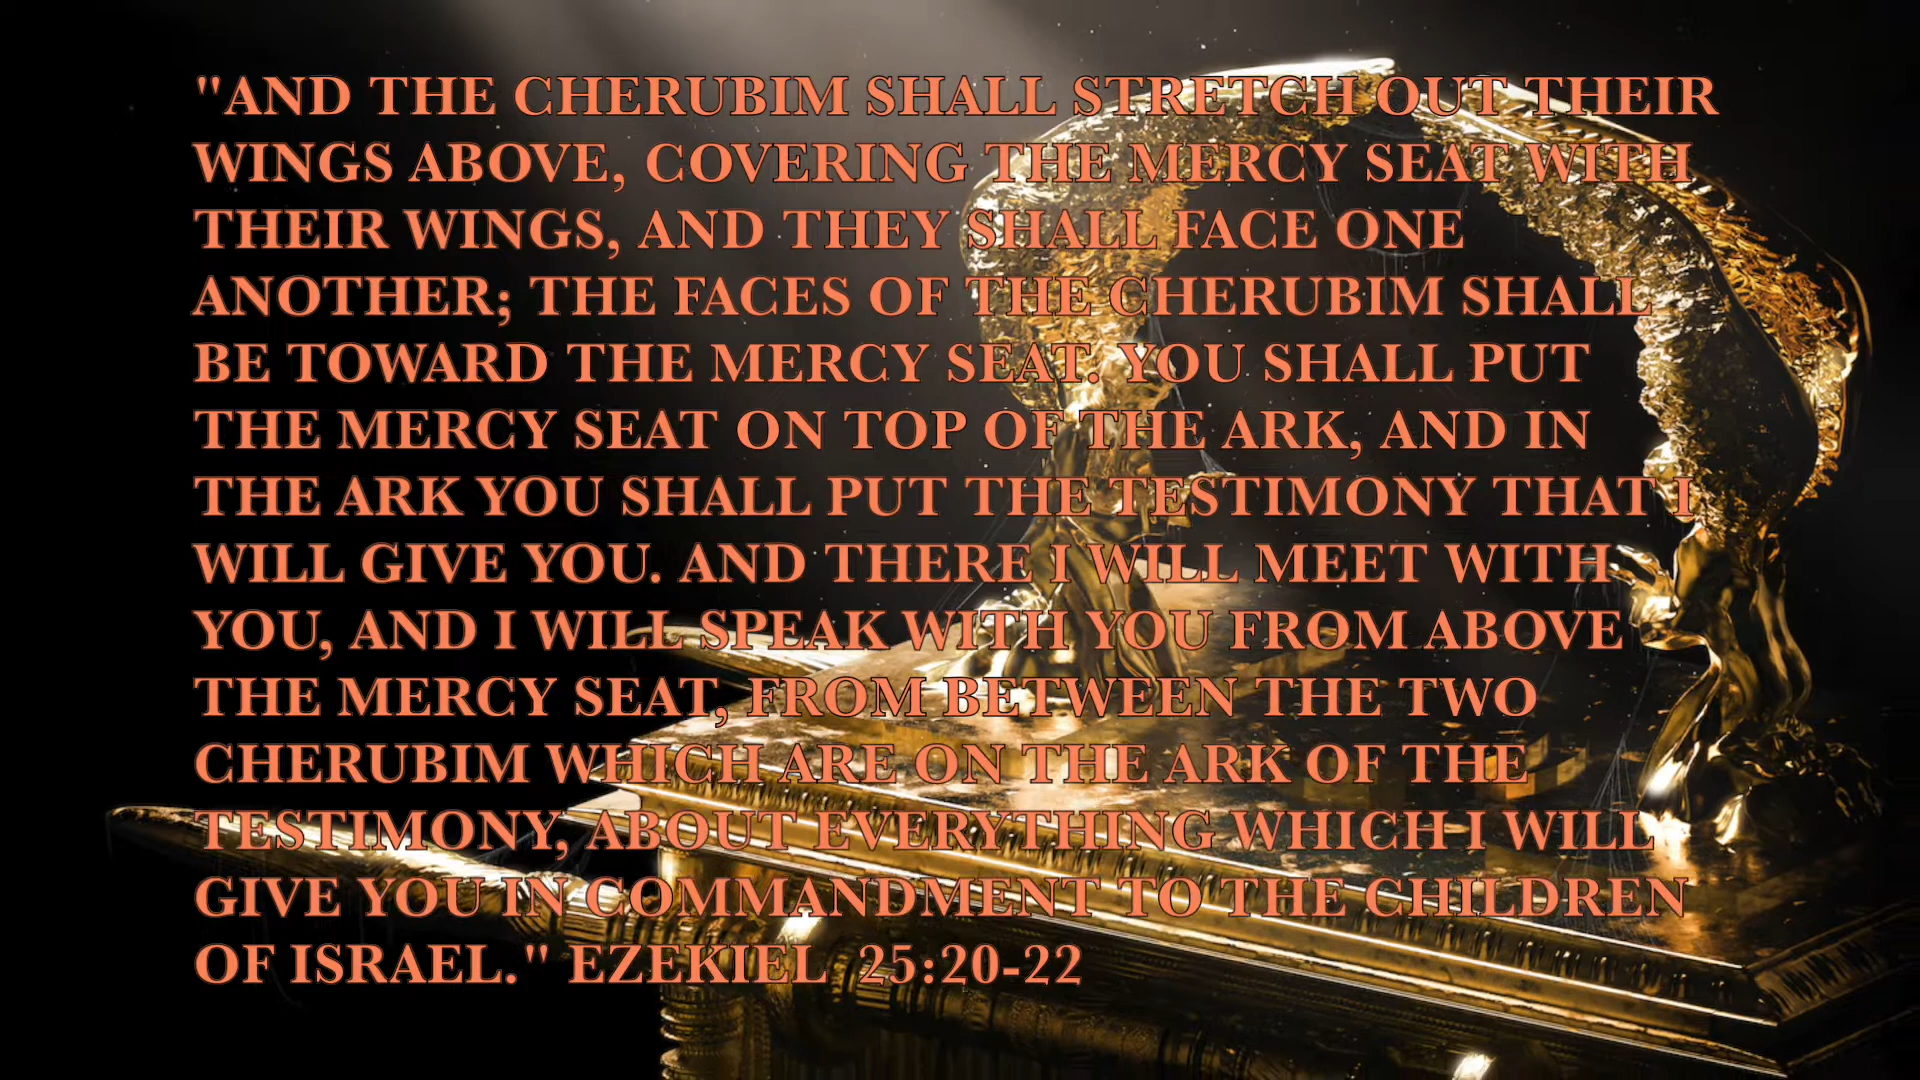 "AND THE CHERUBIM SHALL STRETCH OUT THEIR
WINGS ABOVE, COVERING THE MERCY SEAT WITH
THEIR WINGS, AND THEY SHALL FACE ONE
ANOTHER; THE FACES OF THE CHERUBIM SHALL
BE TOWARD THE MERCY SEAT. YOU SHALL PUT
THE MERCY SEAT ON TOP OF THE ARK, AND IN
THE ARK YOU SHALL PUT THE TESTIMONY THAT I
WILL GIVE YOU. AND THERE I WILL MEET WITH
YOU, AND I WILL SPEAK WITH YOU FROM ABOVE
THE MERCY SEAT, FROM BETWEEN THE TWO
CHERUBIM WHICH ARE ON THE ARK OF THE
TESTIMONY, ABOUT EVERYTHING WHICH I WILL
GIVE YOU IN COMMANDMENT TO THE CHILDREN
OF ISRAEL." EZEKIEL 25:20-22